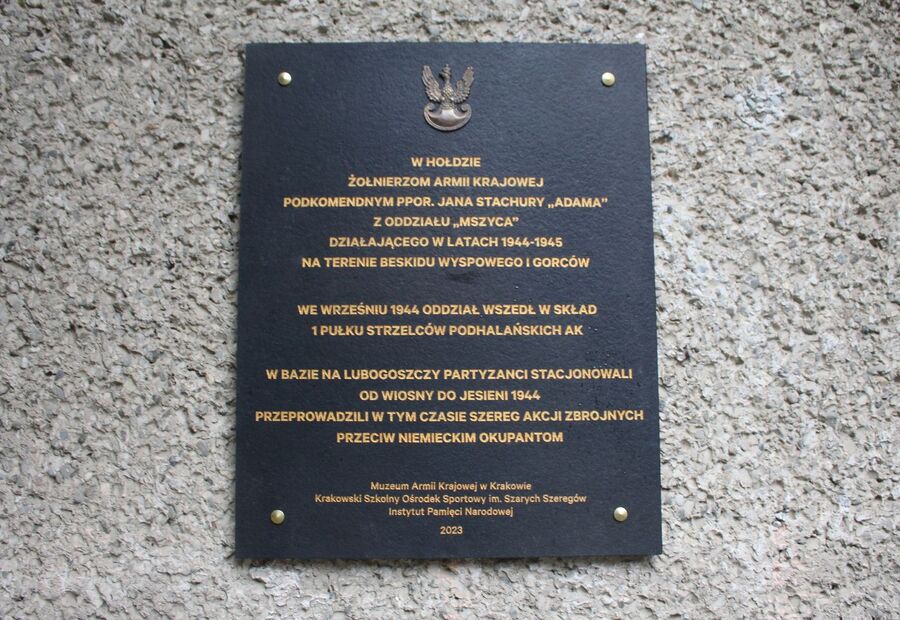 W HOŁDZIE
ŻOŁNIERZOM ARMII KRAJOWEJ
PODKOMENDNYM PPOR. JANA STACHURY „ADAMA”
Z ODDZIAŁU „MSZYCA”
DZIAŁAJĄCEGO W LATACH 1944-1945
NA TERENIE BESKIDU WYSPOWEGO I GORCÓW
WE WRZEŚNIU 1944 ODDZIAŁ WSZEDŁ W SKŁAD
1 PUŁKU STRZELCÓW PODHALAŃSKICH AK
W BAZIE NA LUBOGOSZCZY PARTYZANCI STACJONOWALI
OD WIOSNY DO JESIENI 1944
PRZEPROWADZILI W TYM CZASIE SZEREG AKCJI ZBROJNYCH
PRZECIW NIEMIECKIM OKUPANTOM
Muzeum Armii Krajowej w Krakowie
Krakowski Szkolny Ośrodek Sportowy im. Szarych Szeregów
Instytut Pamięci Narodowej
2023